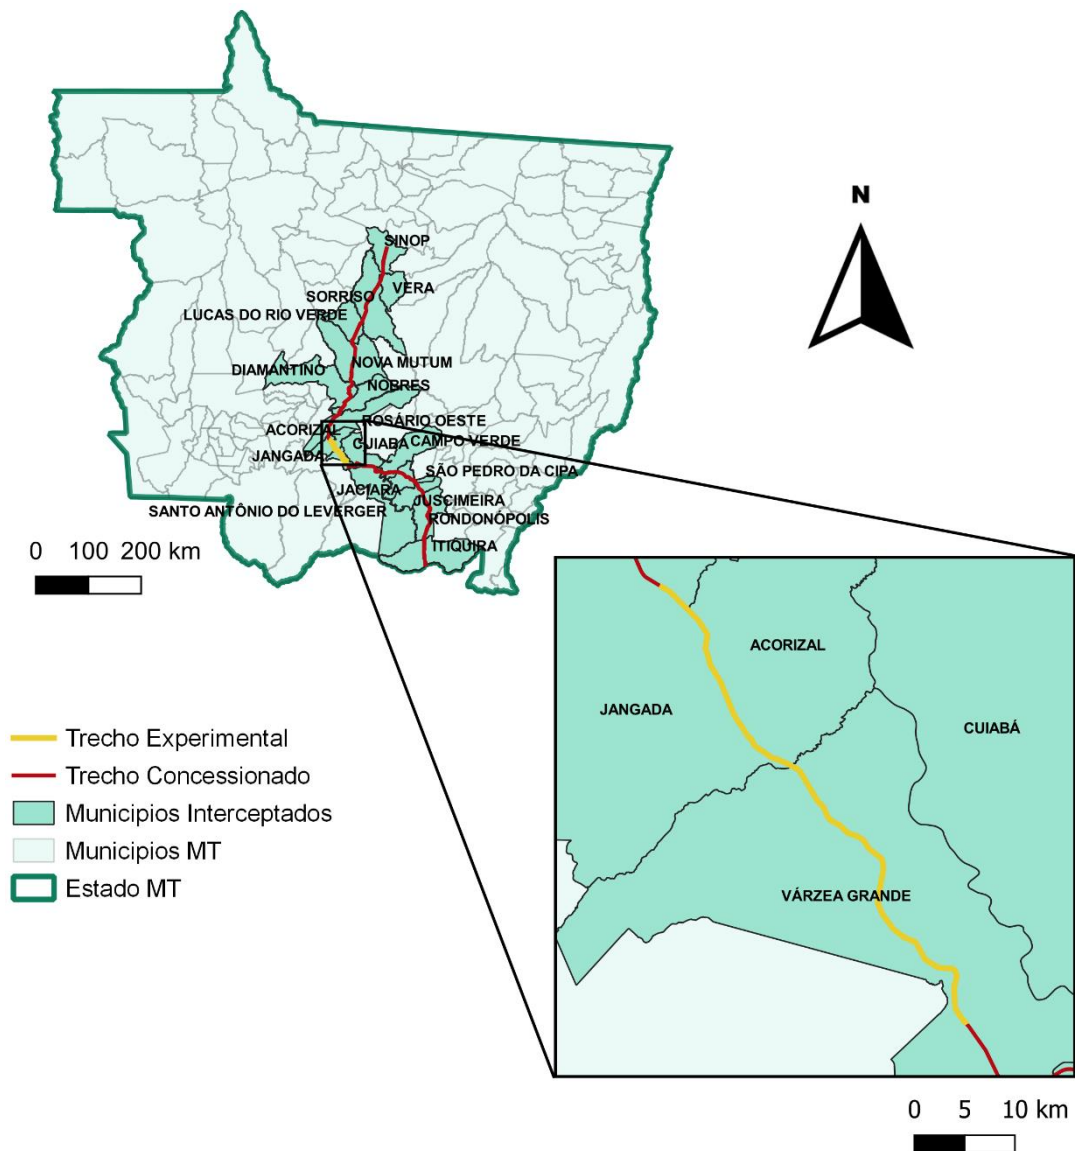 N
SINOP
VERA
SORRISO
LUCAS DO RIO VERDE
NOVA MUTUM
DIAMANTINO
NOBRES
ROSÁRIO OESTE
ACORIZAL
CUIABÁ
CAMPO VERDE
JANGADA
SÃO PEDRO DA CIPA
JACIARA
JUSCIMEIRA
SANTO ANTÔNIO DO LEVERGER
RONDONÓPOLIS
ITIQUIRA
0 100 200 km
ACORIZAL
JANGADA
CUIABÁ
VÁRZEA GRANDE
Trecho Experimental
Trecho Concessionado
Municipios Interceptados
Municipios MT
Estado MT
0 5 10 km